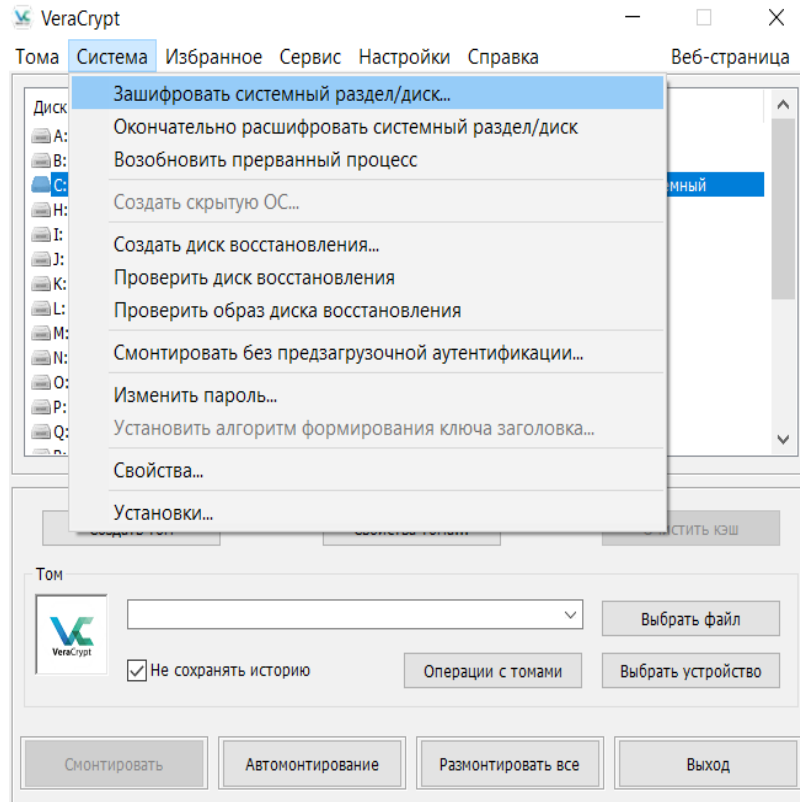 VeraCrypt
Тома Система Избранное Сервис Настройки Справка Веб-страница
Диск
Зашифровать системный раздел/диск...
A:
Окончательно расшифровать системный раздел/диск
B:
Возобновить прерванный процесс
C:
H:
Создать скрытую ОС...
I:
Создать диск восстановления...
J:
Проверить диск восстановления
K:
L:
Проверить образ диска восстановления
M:
Смонтировать без предзагрузочной аутентификации...
N:
O:
Изменить пароль...
P:
Установить алгоритм формирования ключа заголовка...
Q:
Свойства...
Установки...
Том
VeraCrypt
Выбрать файл
Не сохранять историю
Операции с томами
Выбрать устройство
Смонтировать
Автомонтирование
Размонтировать все
Выход